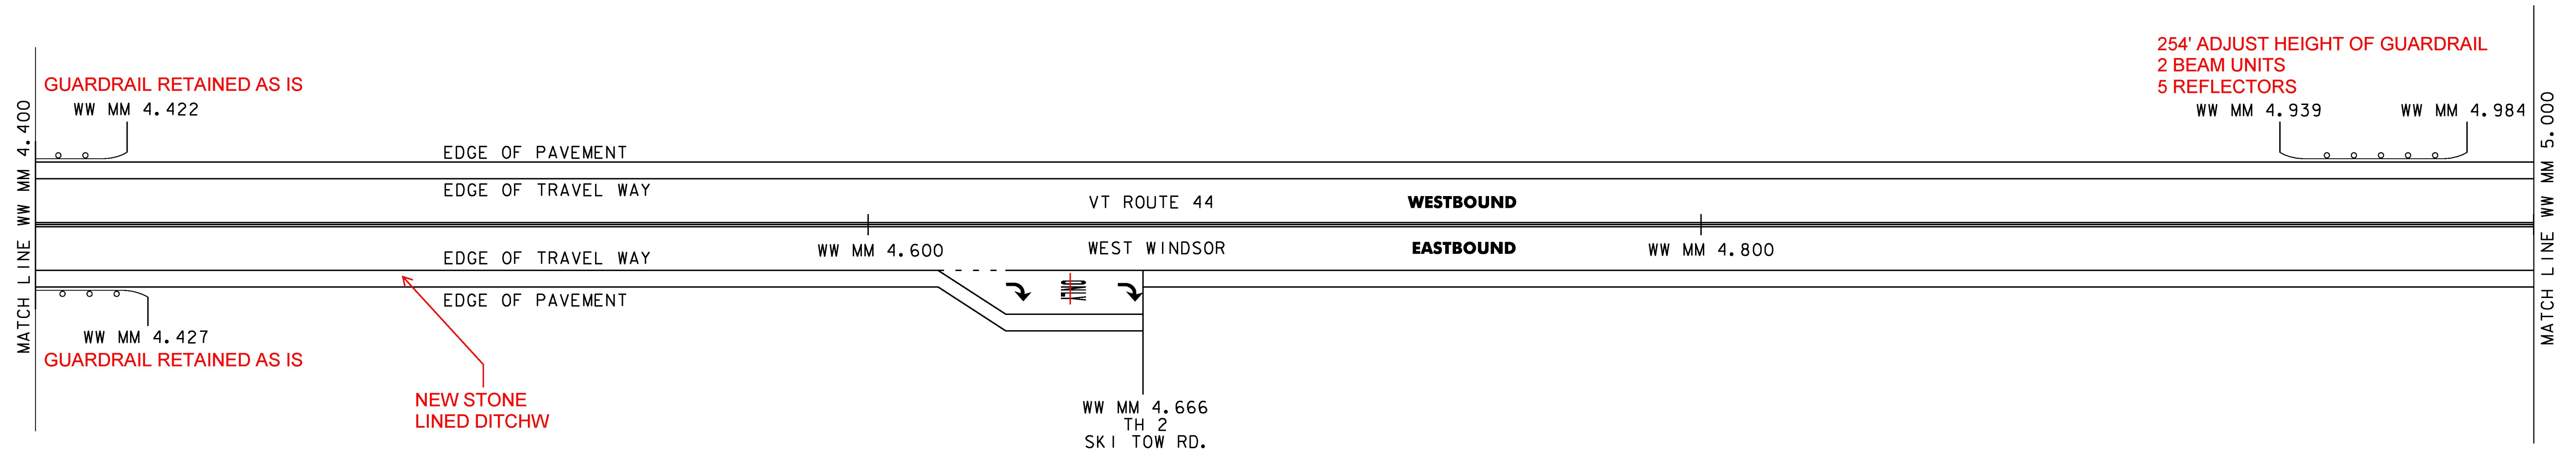 254' ADJUST HEIGHT OF GUARDRAIL
2 BEAM UNITS
5 REFLECTORS
GUARDRAIL RETAINED AS IS
WW MM 4.422
WW MM 4.939
WW MM 4.984
MATCH LINE WW MM 4.400
MATCH LINE WW MM 5.000
EDGE OF PAVEMENT
EDGE OF TRAVEL WAY
VT ROUTE 44
WESTBOUND
WW MM 4.600
WEST WINDSOR
EASTBOUND
WW MM 4.800
EDGE OF TRAVEL WAY
EDGE OF PAVEMENT
WW MM 4.427
GUARDRAIL RETAINED AS IS
NEW STONE
LINED DITCHW
WW MM 4.666
TH 2
SKI TOW RD.